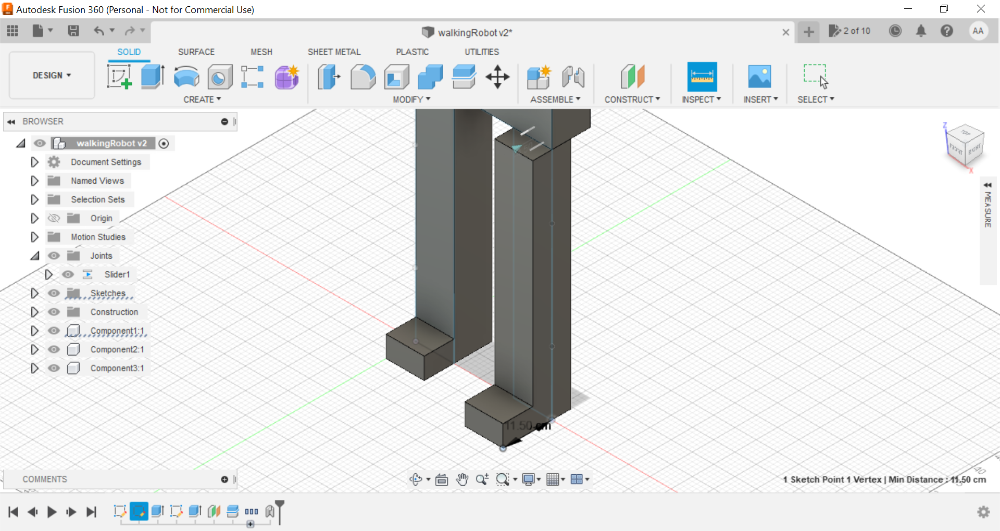 Autodesk Fusion 360 (Personal - Not for Commercial Use)
walkingRobot v2*
2 of 10
AA
DESIGN
SOLID
SURFACE
MESH
SHEET METAL
PLASTIC
UTILITIES
CREATE
MODIFY
ASSEMBLE
CONSTRUCT
INSPECT
INSERT
SELECT
BROWSER
walkingRobot v2
Document Settings
Named Views
Selection Sets
Origin
Motion Studies
Joints
Slider1
Sketches
Construction
Component1:1
Component2:1
Component3:1
Z
TOP
FRONT
RIGHT
X
MEASURE
11.50 cm
COMMENTS
1 Sketch Point 1 Vertex | Min Distance : 11.50 cm